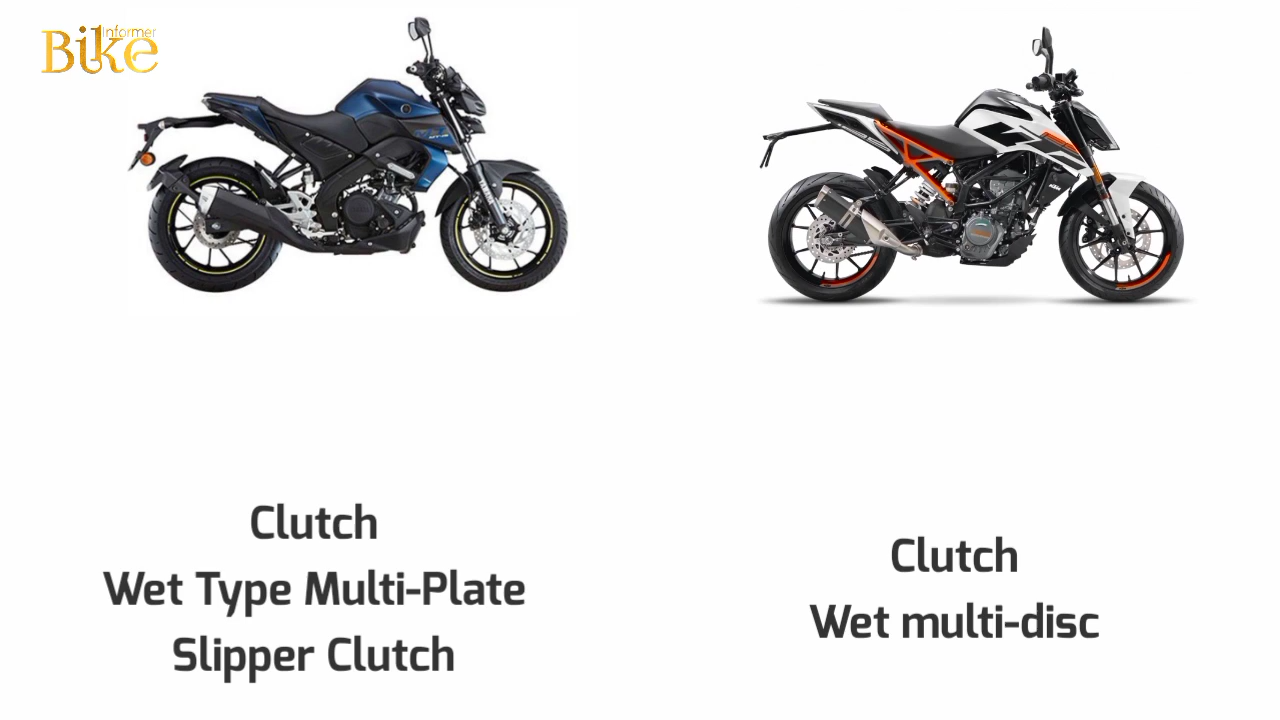 Informer
Bike
Clutch
Wet Type Multi-Plate
Slipper Clutch
Clutch
Wet multi-disc